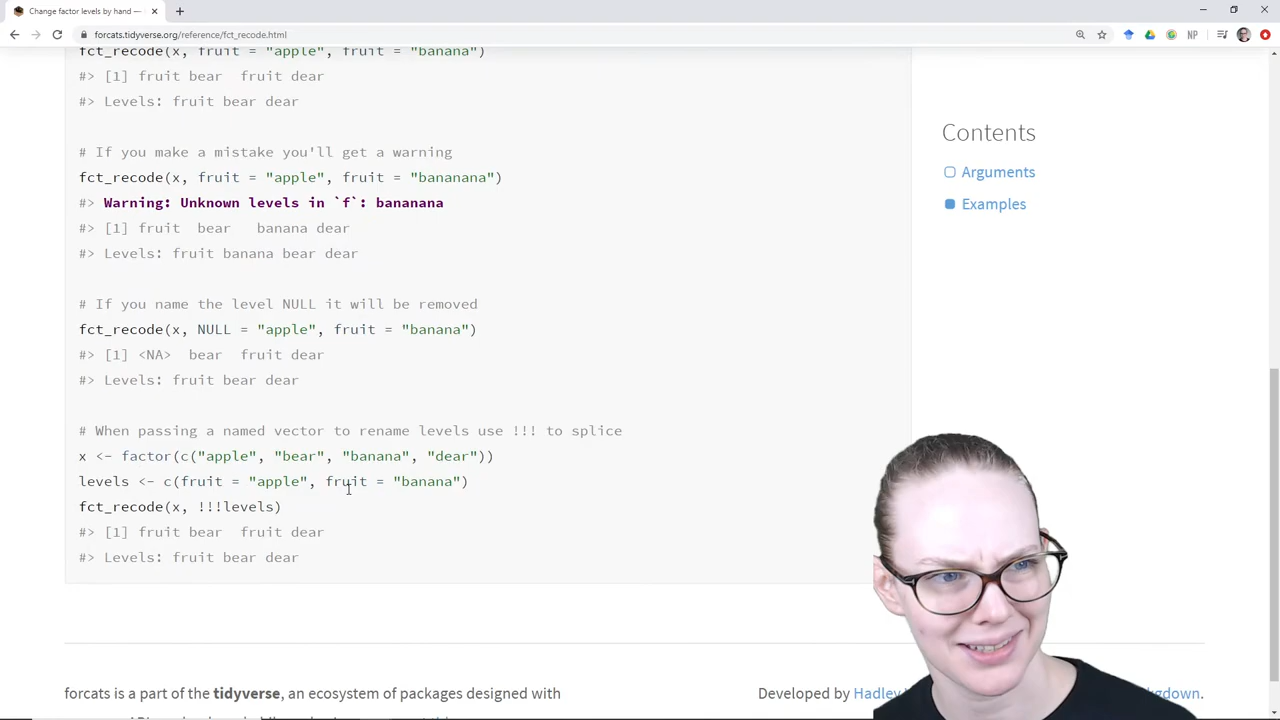 Change factor levels by hand —
forcats.tidyverse.org/reference/fct_recode.html
NP
fct_recode(x, fruit = "apple", fruit = "banana")
#> [1] fruit bear  fruit dear
#> Levels: fruit bear dear
# If you make a mistake you'll get a warning
fct_recode(x, fruit = "apple", fruit = "bananana")
#> Warning: Unknown levels in `f`: bananana
#> [1] fruit  bear   banana dear
#> Levels: fruit banana bear dear
# If you name the level NULL it will be removed
fct_recode(x, NULL = "apple", fruit = "banana")
#> [1] <NA>  bear  fruit dear
#> Levels: fruit bear dear
# When passing a named vector to rename levels use !!! to splice
x <- factor(c("apple", "bear", "banana", "dear"))
levels <- c(fruit = "apple", fruit = "banana")
fct_recode(x, !!!levels)
#> [1] fruit bear  fruit dear
#> Levels: fruit bear dear
Contents
Arguments
Examples
forcats is a part of the tidyverse, an ecosystem of packages designed with
Developed by Hadley